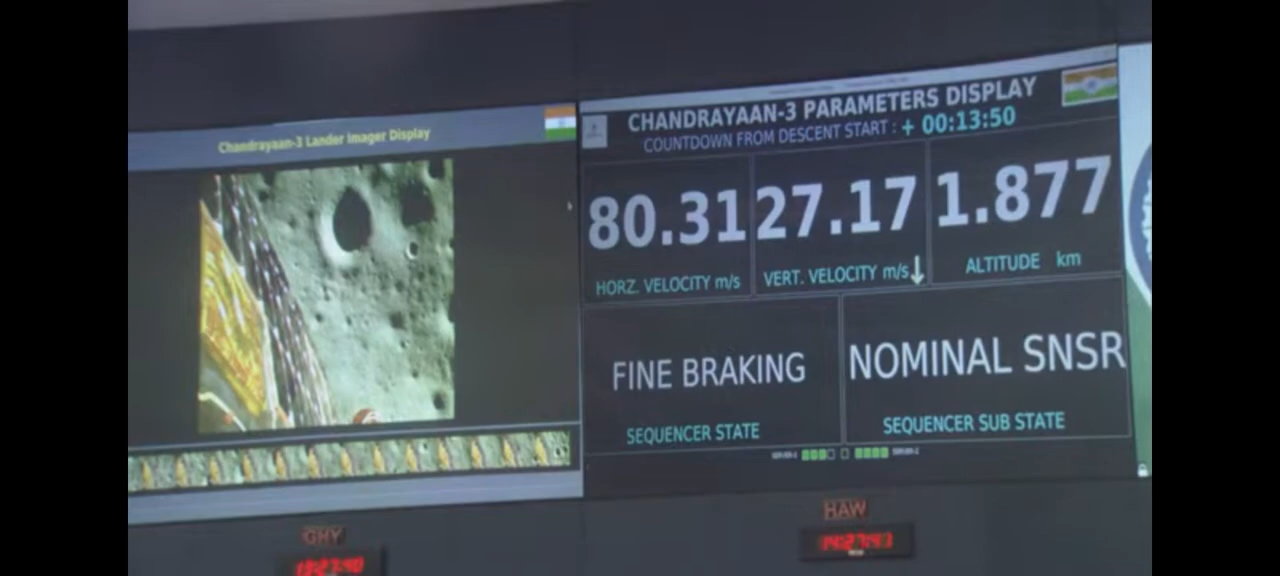 Chandrayaan-3 Lander Imager Display
CHANDRAYAAN-3 PARAMETERS DISPLAY
COUNTDOWN FROM DESCENT START : + 00:13:50
80.31 27.17 1.877
HORZ. VELOCITY m/s VERT. VELOCITY m/s↓ ALTITUDE km
FINE BRAKING NOMINAL SNSR
SEQUENCER STATE SEQUENCER SUB STATE
HAW